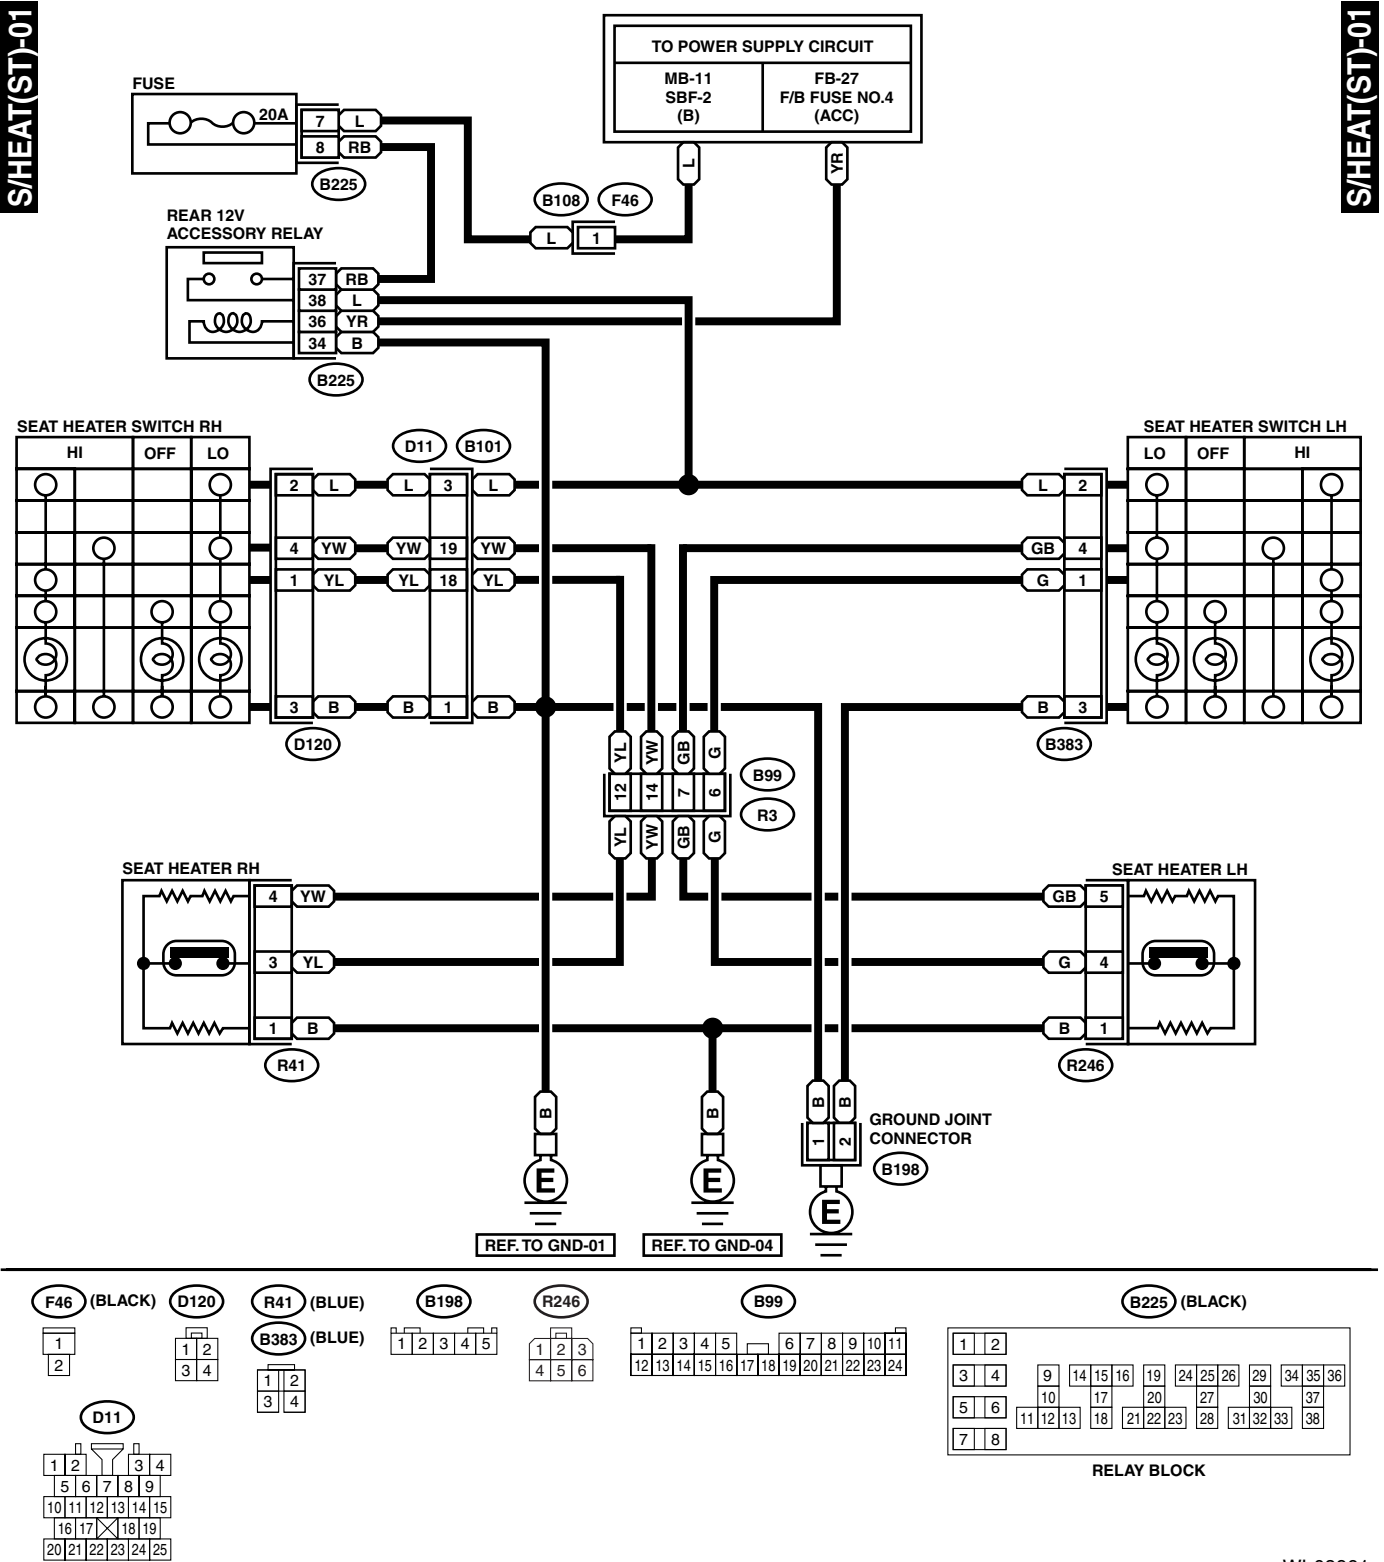 S/HEAT(ST)-01
S/HEAT(ST)-01
TO POWER SUPPLY CIRCUIT
MB-11
SBF-2
(B)
FB-27
F/B FUSE NO.4
(ACC)
FUSE
20A
7 L
8 RB
B225
L
YR
B108 F46
L 1
REAR 12V
ACCESSORY RELAY
37 RB
38 L
36 YR
34 B
B225
SEAT HEATER SWITCH RH
HI OFF LO
D11 B101
2 L L 3 L
4 YW YW 19 YW
1 YL YL 18 YL
3 B B 1 B
D120
SEAT HEATER SWITCH LH
LO OFF HI
L 2
GB 4
G 1
B 3
B383
YL YW GB G
12 14 7 6
YL YW GB G
B99
R3
SEAT HEATER RH
4 YW
3 YL
1 B
R41
SEAT HEATER LH
GB 5
G 4
B 1
R246
B
E
REF. TO GND-01
B
E
REF. TO GND-04
B B
1 2
GROUND JOINT
CONNECTOR
B198
E
F46 (BLACK)
1
2
D120
1 2
3 4
R41 (BLUE)
B383 (BLUE)
1 2
3 4
B198
1 2 3 4 5
R246
1 2 3
4 5 6
B99
1 2 3 4 5 6 7 8 9 10 11
12 13 14 15 16 17 18 19 20 21 22 23 24
B225 (BLACK)
1 2
3 4 9 14 15 16 19 24 25 26 29 34 35 36
10 17 20 27 30 37
5 6 11 12 13 18 21 22 23 28 31 32 33 38
7 8
RELAY BLOCK
D11
1 2 3 4
5 6 7 8 9
10 11 12 13 14 15
16 17 18 19
20 21 22 23 24 25